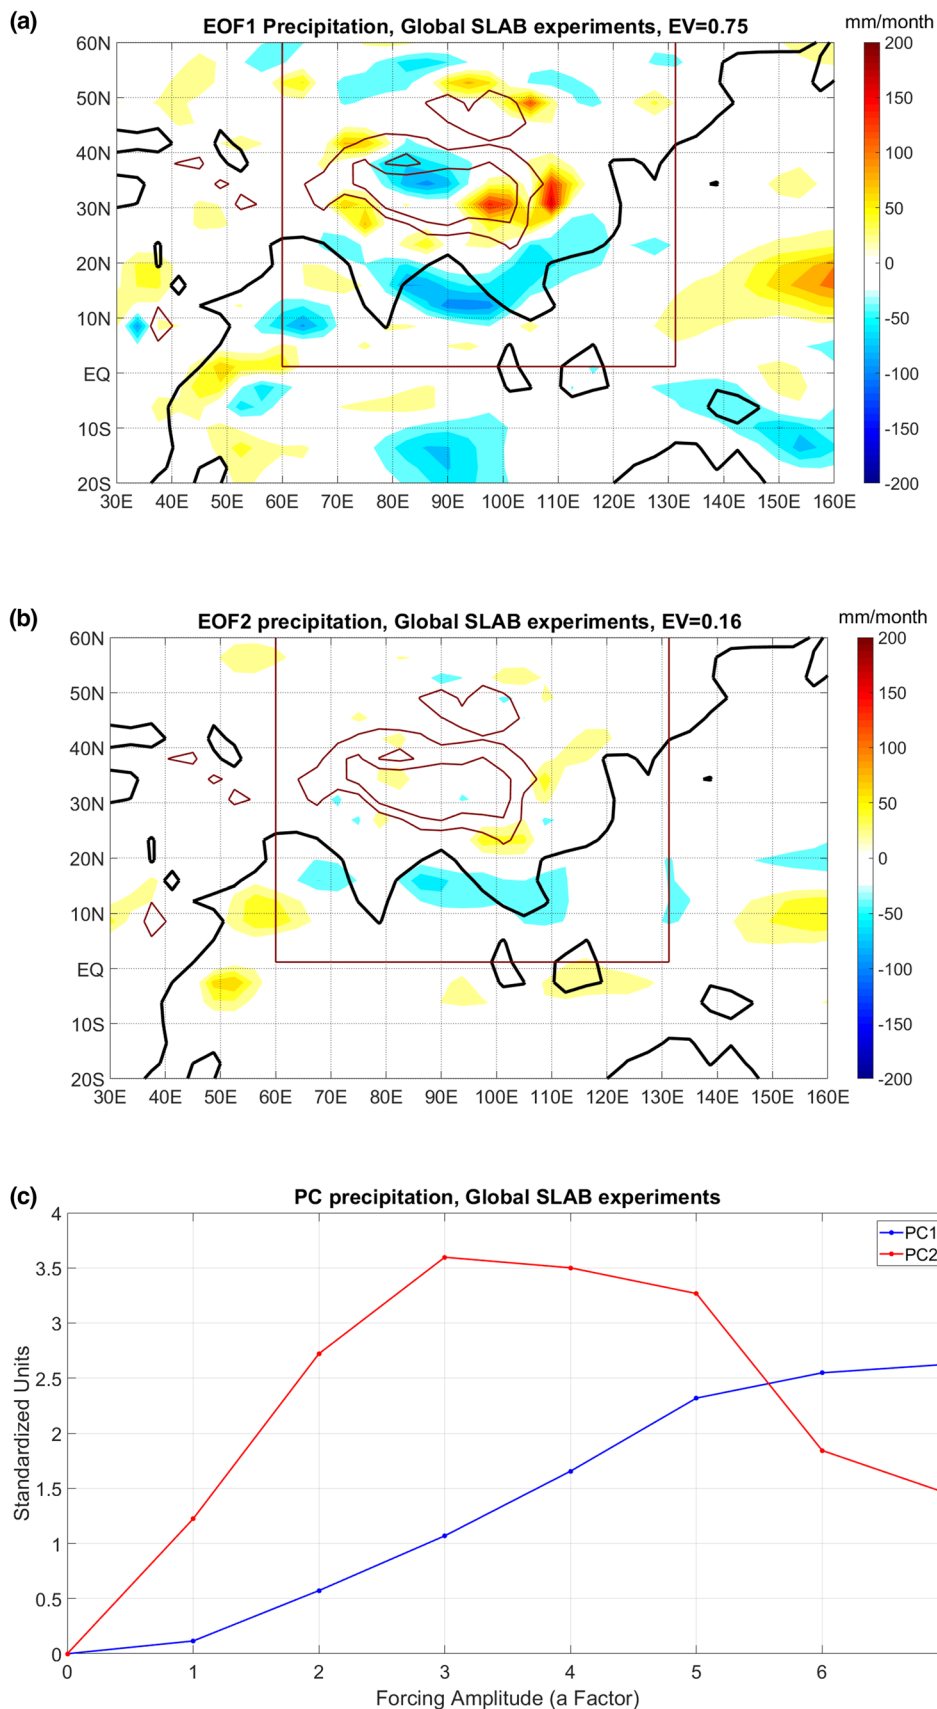 (a)
EOF1 Precipitation, Global SLAB experiments, EV=0.75
mm/month
60N
50N
40N
30N
20N
10N
EQ
10S
20S
30E 40E 50E 60E 70E 80E 90E 100E 110E 120E 130E 140E 150E 160E
200
150
100
50
0
-50
-100
-150
-200
(b)
EOF2 precipitation, Global SLAB experiments, EV=0.16
mm/month
60N
50N
40N
30N
20N
10N
EQ
10S
20S
30E 40E 50E 60E 70E 80E 90E 100E 110E 120E 130E 140E 150E 160E
200
150
100
50
0
-50
-100
-150
-200
(c)
PC precipitation, Global SLAB experiments
Standardized Units
4
3.5
3
2.5
2
1.5
1
0.5
0
0 1 2 3 4 5 6
Forcing Amplitude (a Factor)
PC1
PC2